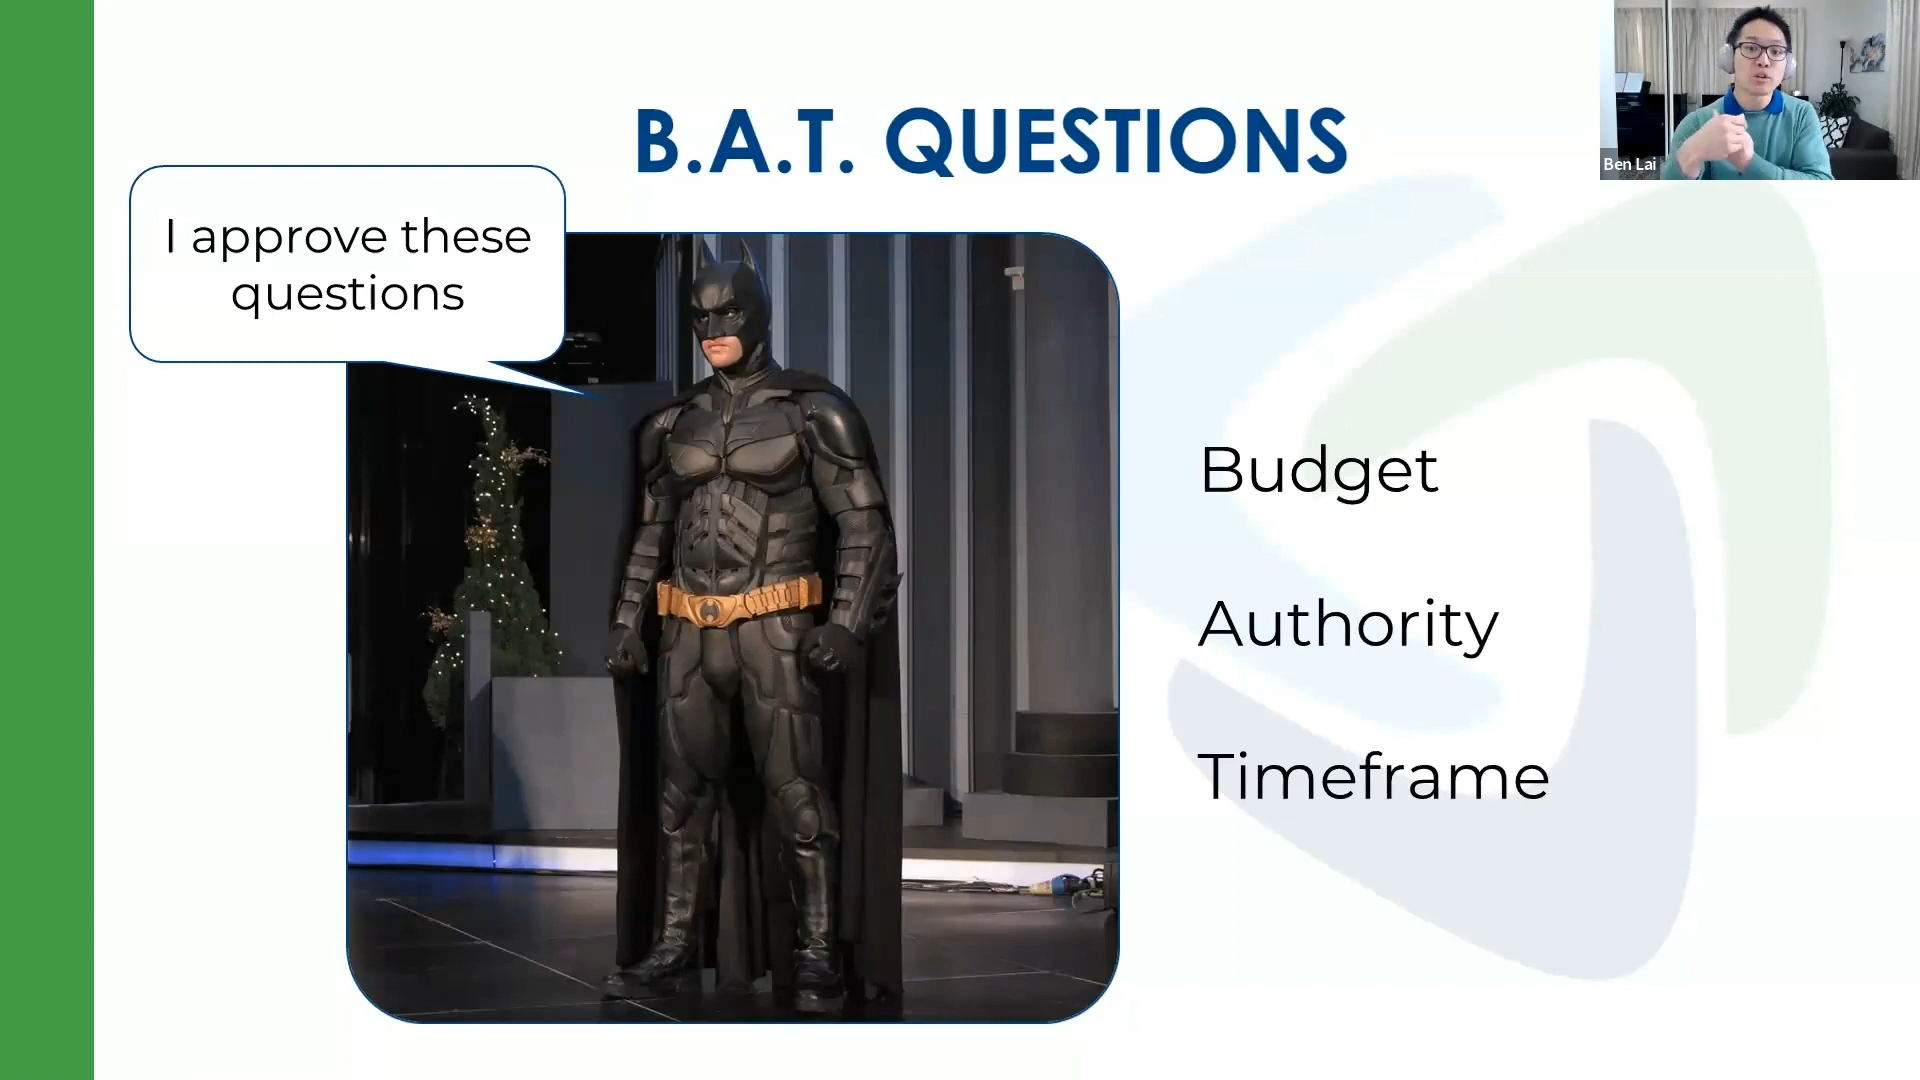 B.A.T. QUESTIONS
I approve these
questions
Budget
Authority
Timeframe
Ben Lai